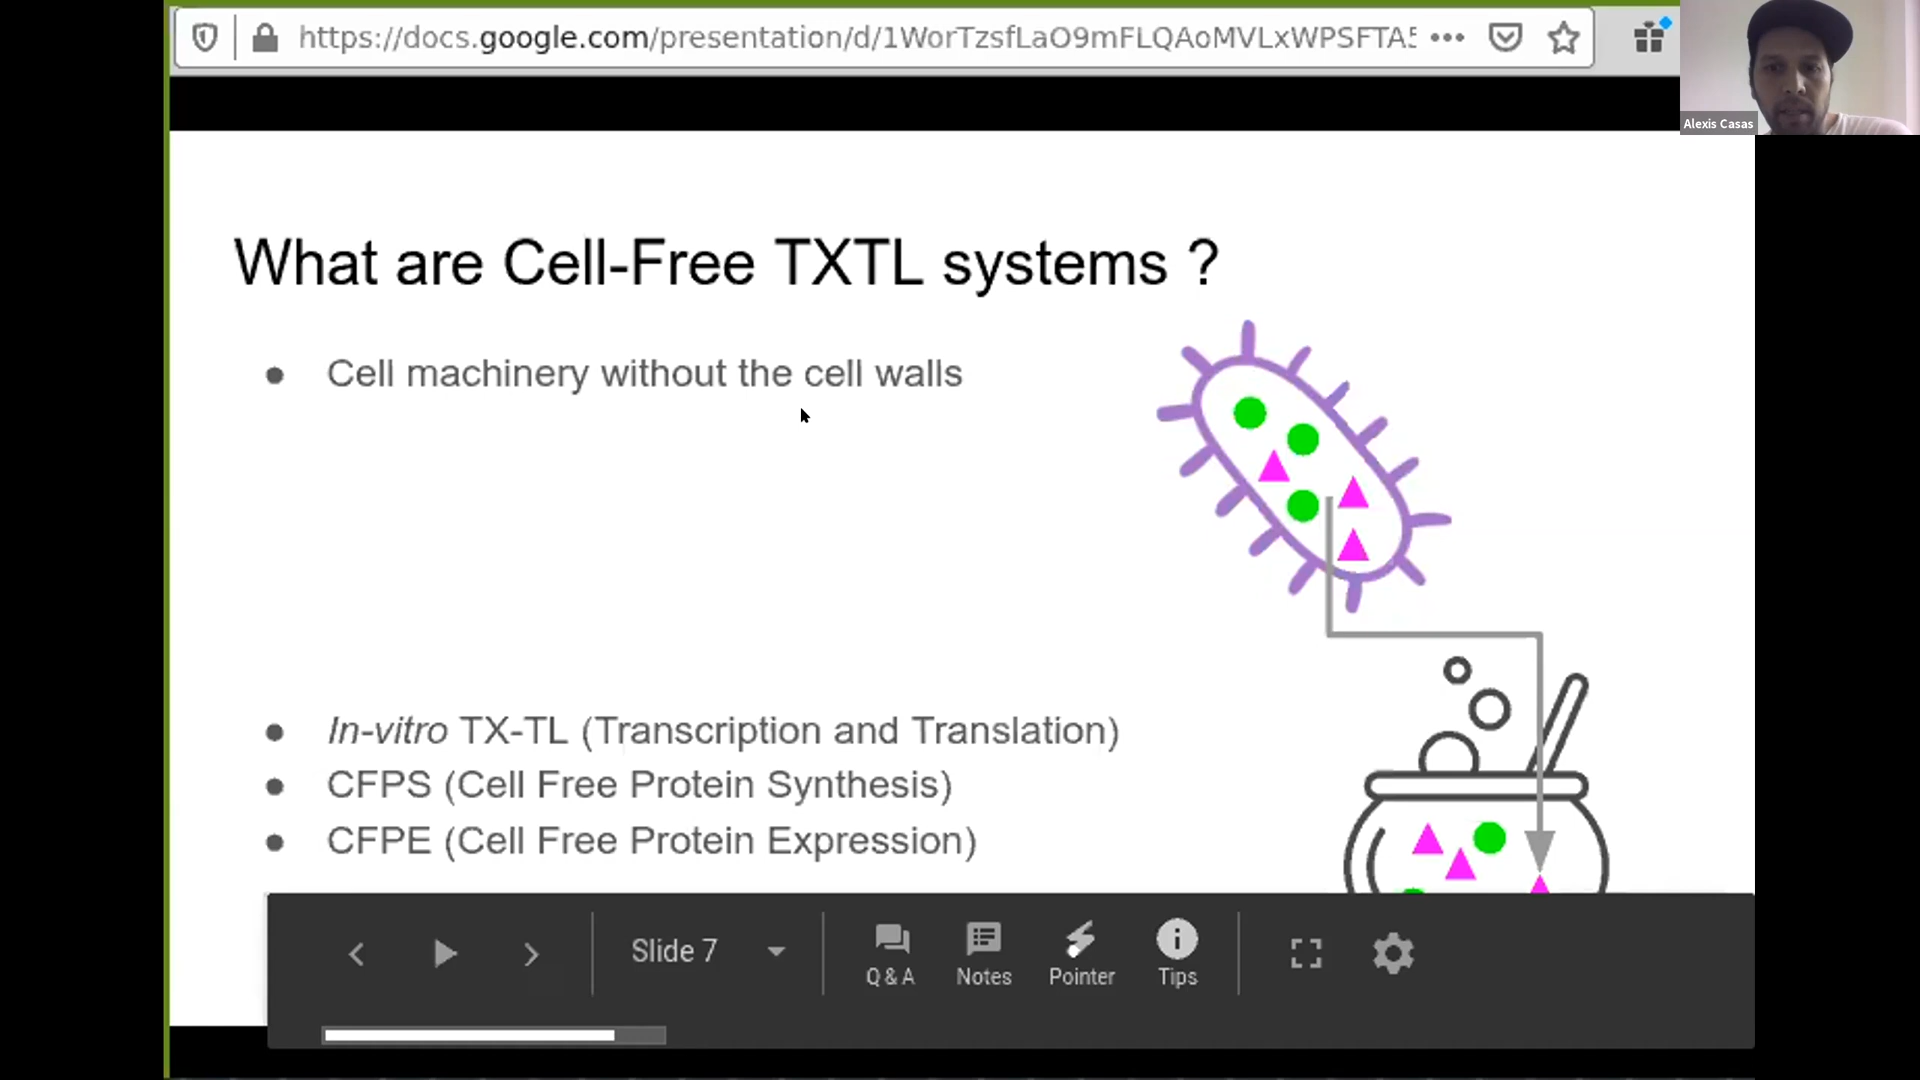 https://docs.google.com/presentation/d/1WorTzsfLaO9mFLQAoMVLxWPSFTA5
Alexis Casas
What are Cell-Free TXTL systems ?
● Cell machinery without the cell walls
● In-vitro TX-TL (Transcription and Translation)
● CFPS (Cell Free Protein Synthesis)
● CFPE (Cell Free Protein Expression)
Slide 7
Q & A
Notes
Pointer
Tips